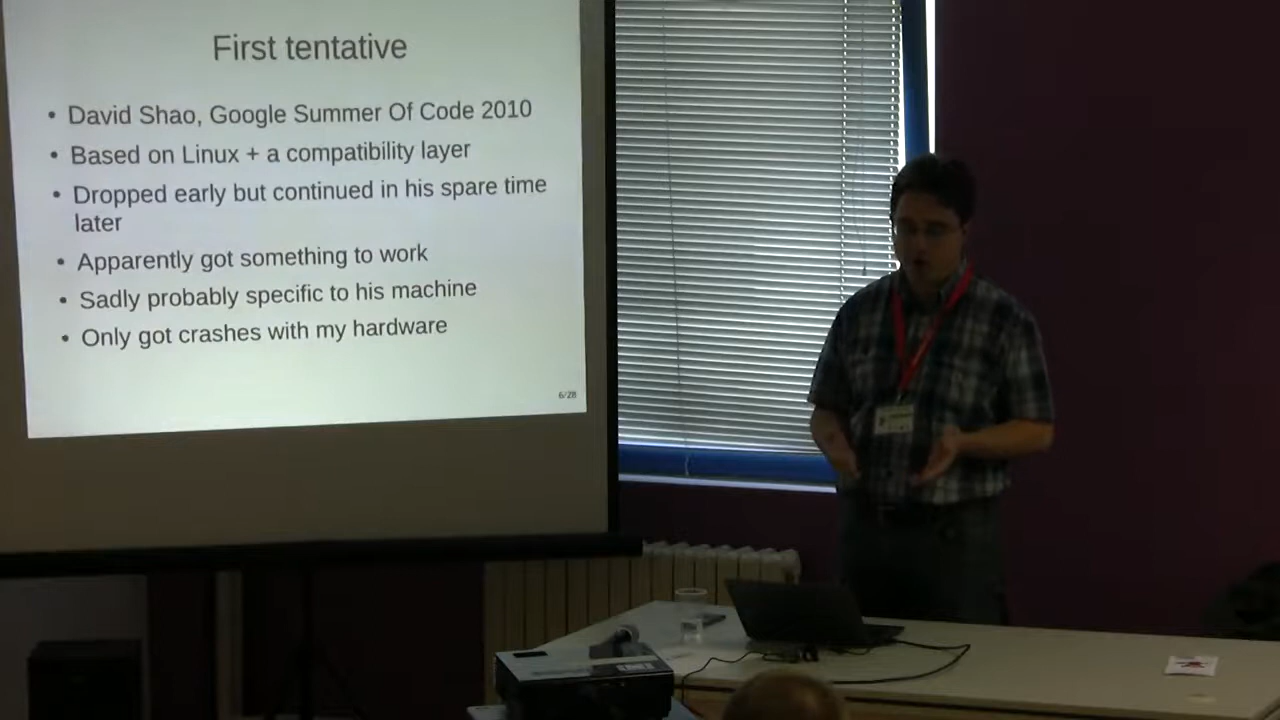 First tentative
• David Shao, Google Summer Of Code 2010
• Based on Linux + a compatibility layer
• Dropped early but continued in his spare time
later
• Apparently got something to work
• Sadly probably specific to his machine
• Only got crashes with my hardware
6/28